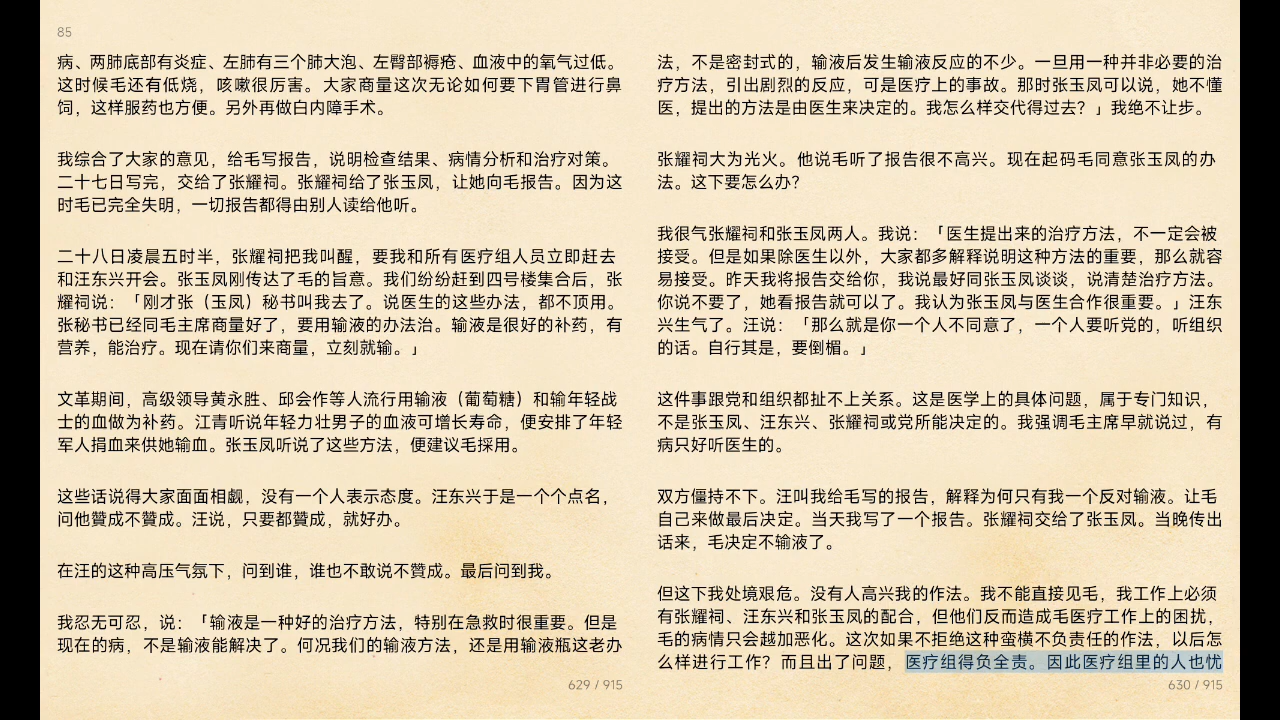 85
病、两肺底部有炎症、左肺有三个肺大泡、左臀部褥疮、血液中的氧气过低。
这时候毛还有低烧，咳嗽很厉害。大家商量这次无论如何要下胃管进行鼻
饲，这样服药也方便。另外再做白内障手术。
我综合了大家的意见，给毛写报告，说明检查结果、病情分析和治疗对策。
二十七日写完，交给了张耀祠。张耀祠给了张玉凤，让她向毛报告。因为这
时毛已完全失明，一切报告都得由别人读给他听。
二十八日凌晨五时半，张耀祠把我叫醒，要我和所有医疗组人员立即赶去
和汪东兴开会。张玉凤刚传达了毛的旨意。我们纷纷赶到四号楼集合后，张
耀祠说：「刚才张（玉凤）秘书叫我去了。说医生的这些办法，都不顶用。
张秘书已经同毛主席商量好了，要用输液的办法治。输液是很好的补药，有
营养，能治疗。现在请你们来商量，立刻就输。」
文革期间，高级领导黄永胜、邱会作等人流行用输液（葡萄糖）和输年轻战
士的血做为补药。江青听说年轻力壮男子的血液可增长寿命，便安排了年轻
军人捐血来供她输血。张玉凤听说了这些方法，便建议毛採用。
这些话说得大家面面相觑，没有一个人表示态度。汪东兴于是一个个点名，
问他赞成不赞成。汪说，只要都赞成，就好办。
在汪的这种高压气氛下，问到谁，谁也不敢说不赞成。最后问到我。
我忍无可忍，说：「输液是一种好的治疗方法，特别在急救时很重要。但是
现在的病，不是输液能解决了。何况我们的输液方法，还是用输液瓶这老办
629 / 915
法，不是密封式的，输液后发生输液反应的不少。一旦用一种并非必要的治
疗方法，引出剧烈的反应，可是医疗上的事故。那时张玉凤可以说，她不懂
医，提出的方法是由医生来决定的。我怎么样交代得过去？」我绝不让步。
张耀祠大为光火。他说毛听了报告很不高兴。现在起码毛同意张玉凤的办
法。这下要怎么办？
我很气张耀祠和张玉凤两人。我说：「医生提出来的治疗方法，不一定会被
接受。但是如果除医生以外，大家都多解释说明这种方法的重要，那么就容
易接受。昨天我将报告交给你，我说最好同张玉凤谈谈，说清楚治疗方法。
你说不要了，她看报告就可以了。我认为张玉凤与医生合作很重要。」汪东
兴生气了。汪说：「那么就是你一个人不同意了，一个人要听党的，听组织
的话。自行其是，要倒楣。」
这件事跟党和组织都扯不上关系。这是医学上的具体问题，属于专门知识，
不是张玉凤、汪东兴、张耀祠或党所能决定的。我强调毛主席早就说过，有
病只好听医生的。
双方僵持不下。汪叫我给毛写的报告，解释为何只有我一个反对输液。让毛
自己来做最后决定。当天我写了一个报告。张耀祠交给了张玉凤。当晚传出
话来，毛决定不输液了。
但这下我处境艰危。没有人高兴我的作法。我不能直接见毛，我工作上必须
有张耀祠、汪东兴和张玉凤的配合，但他们反而造成毛医疗工作上的困扰，
毛的病情只会越加恶化。这次如果不拒绝这种蛮横不负责任的作法，以后怎
么样进行工作？而且出了问题，医疗组得负全责。因此医疗组里的人也忧
630 / 915